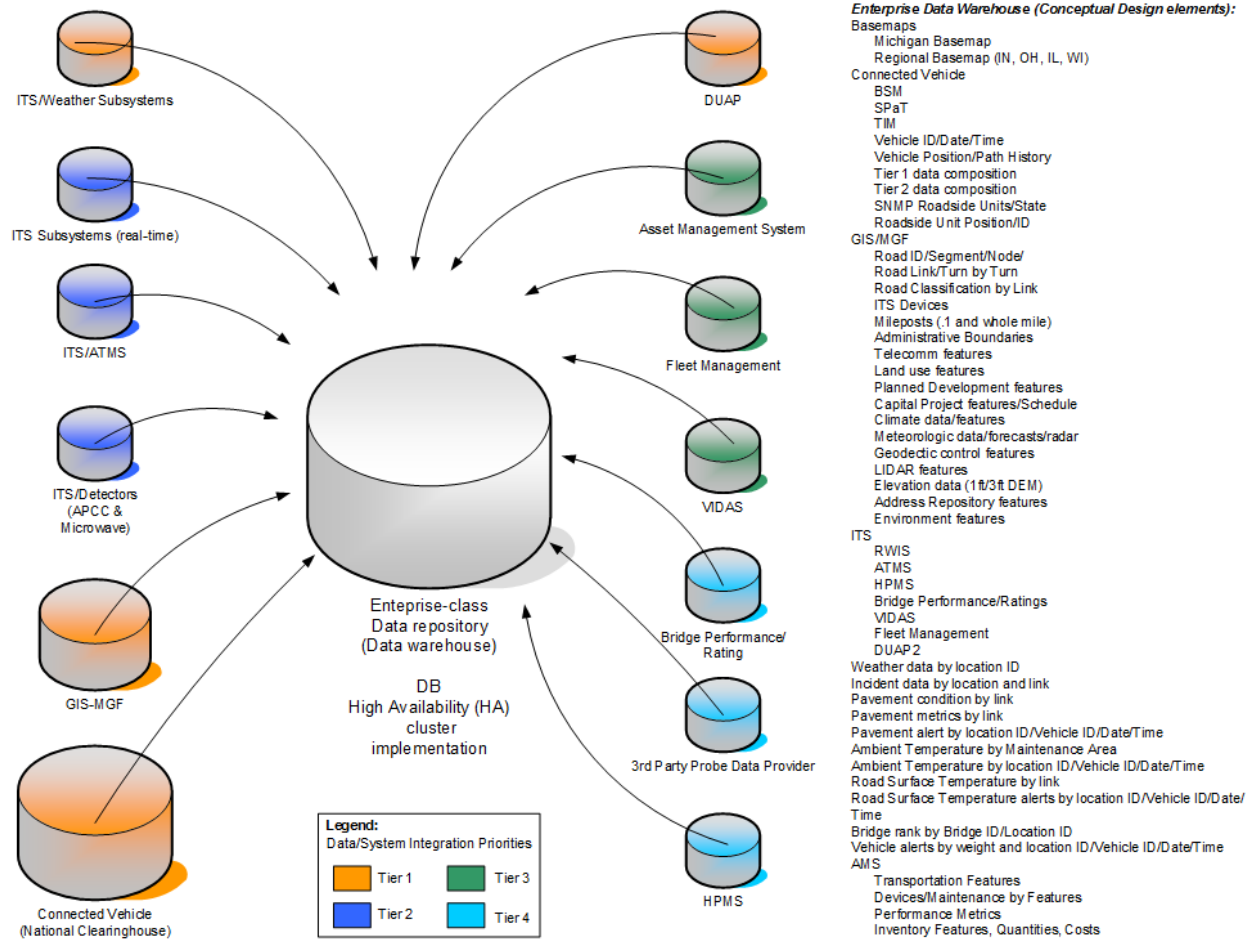 ITS/Weather Subsystems
ITS Subsystems (real-time)
ITS/ATMS
ITS/Detectors
(APCC &
Microwave)
GIS-MGF
Connected Vehicle
(National Clearinghouse)
Enteprise-class
Data repository
(Data warehouse)
DB
High Availability (HA)
cluster
implementation
Legend:
Data/System Integration Priorities
Tier 1
Tier 3
Tier 2
Tier 4
DUAP
Asset Management System
Fleet Management
VIDAS
Bridge Performance/
Rating
3rd Party Probe Data Provider
HPMS
Enterprise Data Warehouse (Conceptual Design elements):
Basemaps
Michigan Basemap
Regional Basemap (IN, OH, IL, WI)
Connected Vehicle
BSM
SPaT
TIM
Vehicle ID/Date/Time
Vehicle Position/Path History
Tier 1 data composition
Tier 2 data composition
SNMP Roadside Units/State
Roadside Unit Position/ID
GIS/MGF
Road ID/Segment/Node/
Road Link/Turn by Turn
Road Classification by Link
ITS Devices
Mileposts (.1 and whole mile)
Administrative Boundaries
Telecomm features
Land use features
Planned Development features
Capital Project features/Schedule
Climate data/features
Meteorologic data/forecasts/radar
Geodectic control features
LIDAR features
Elevation data (1ft/3ft DEM)
Address Repository features
Environment features
ITS
RWIS
ATMS
HPMS
Bridge Performance/Ratings
VIDAS
Fleet Management
DUAP2
Weather data by location ID
Incident data by location and link
Pavement condition by link
Pavement metrics by link
Pavement alert by location ID/Vehicle ID/Date/Time
Ambient Temperature by Maintenance Area
Ambient Temperature by location ID/Vehicle ID/Date/Time
Road Surface Temperature by link
Road Surface Temperature alerts by location ID/Vehicle ID/Date/
Time
Bridge rank by Bridge ID/Location ID
Vehicle alerts by weight and location ID/Vehicle ID/Date/Time
AMS
Transportation Features
Devices/Maintenance by Features
Performance Metrics
Inventory Features, Quantities, Costs